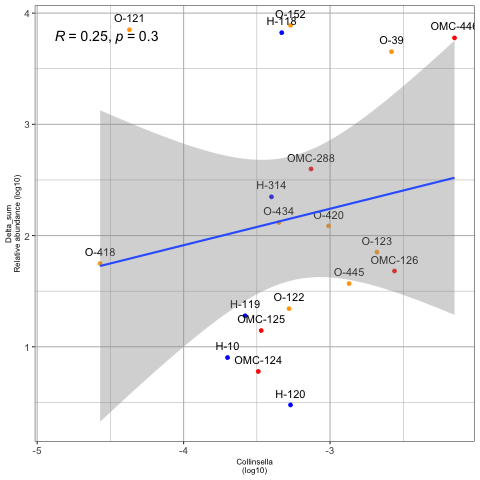 O-152
O-121
H-118
OMC-446
R = 0.25, p = 0.3
O-39
OMC-288
H-314
O-434
O-420
O-123
O-418
OMC-126
O-445
O-122
H-119
OMC-125
H-10
OMC-124
H-120
4
3
2
1
-5
-4
-3
Delta_sum
Relative abundance (log10)
Collinsella
(log10)